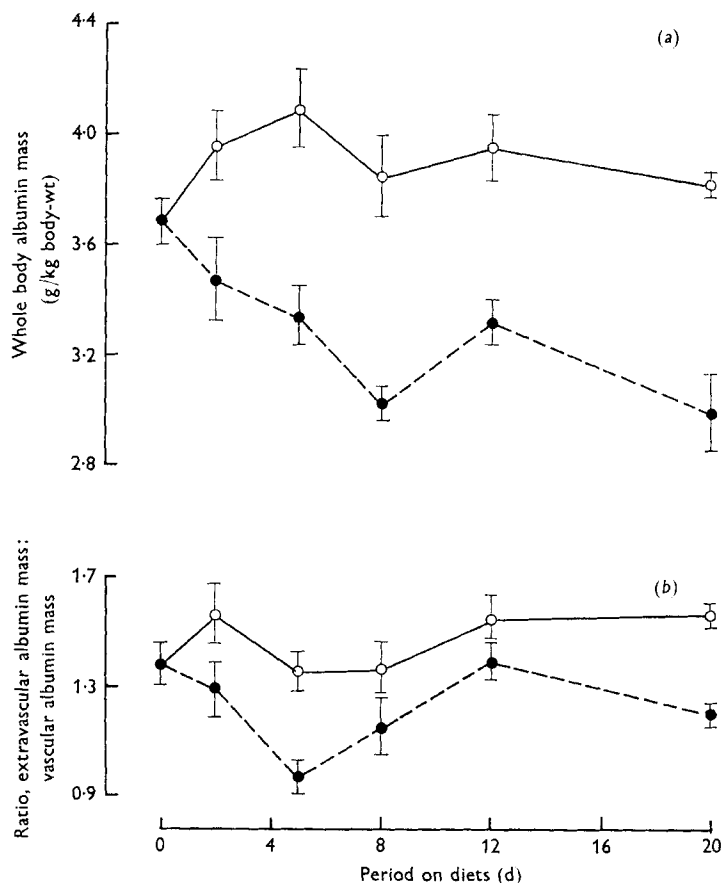 4·4
(a)
4·0
3·6
3·2
2·8
Whole body albumin mass
(g/kg body-wt)
1·7
(b)
1·3
0·9
Ratio, extravascular albumin mass:
vascular albumin mass
0 4 8 12 16 20
Period on diets (d)